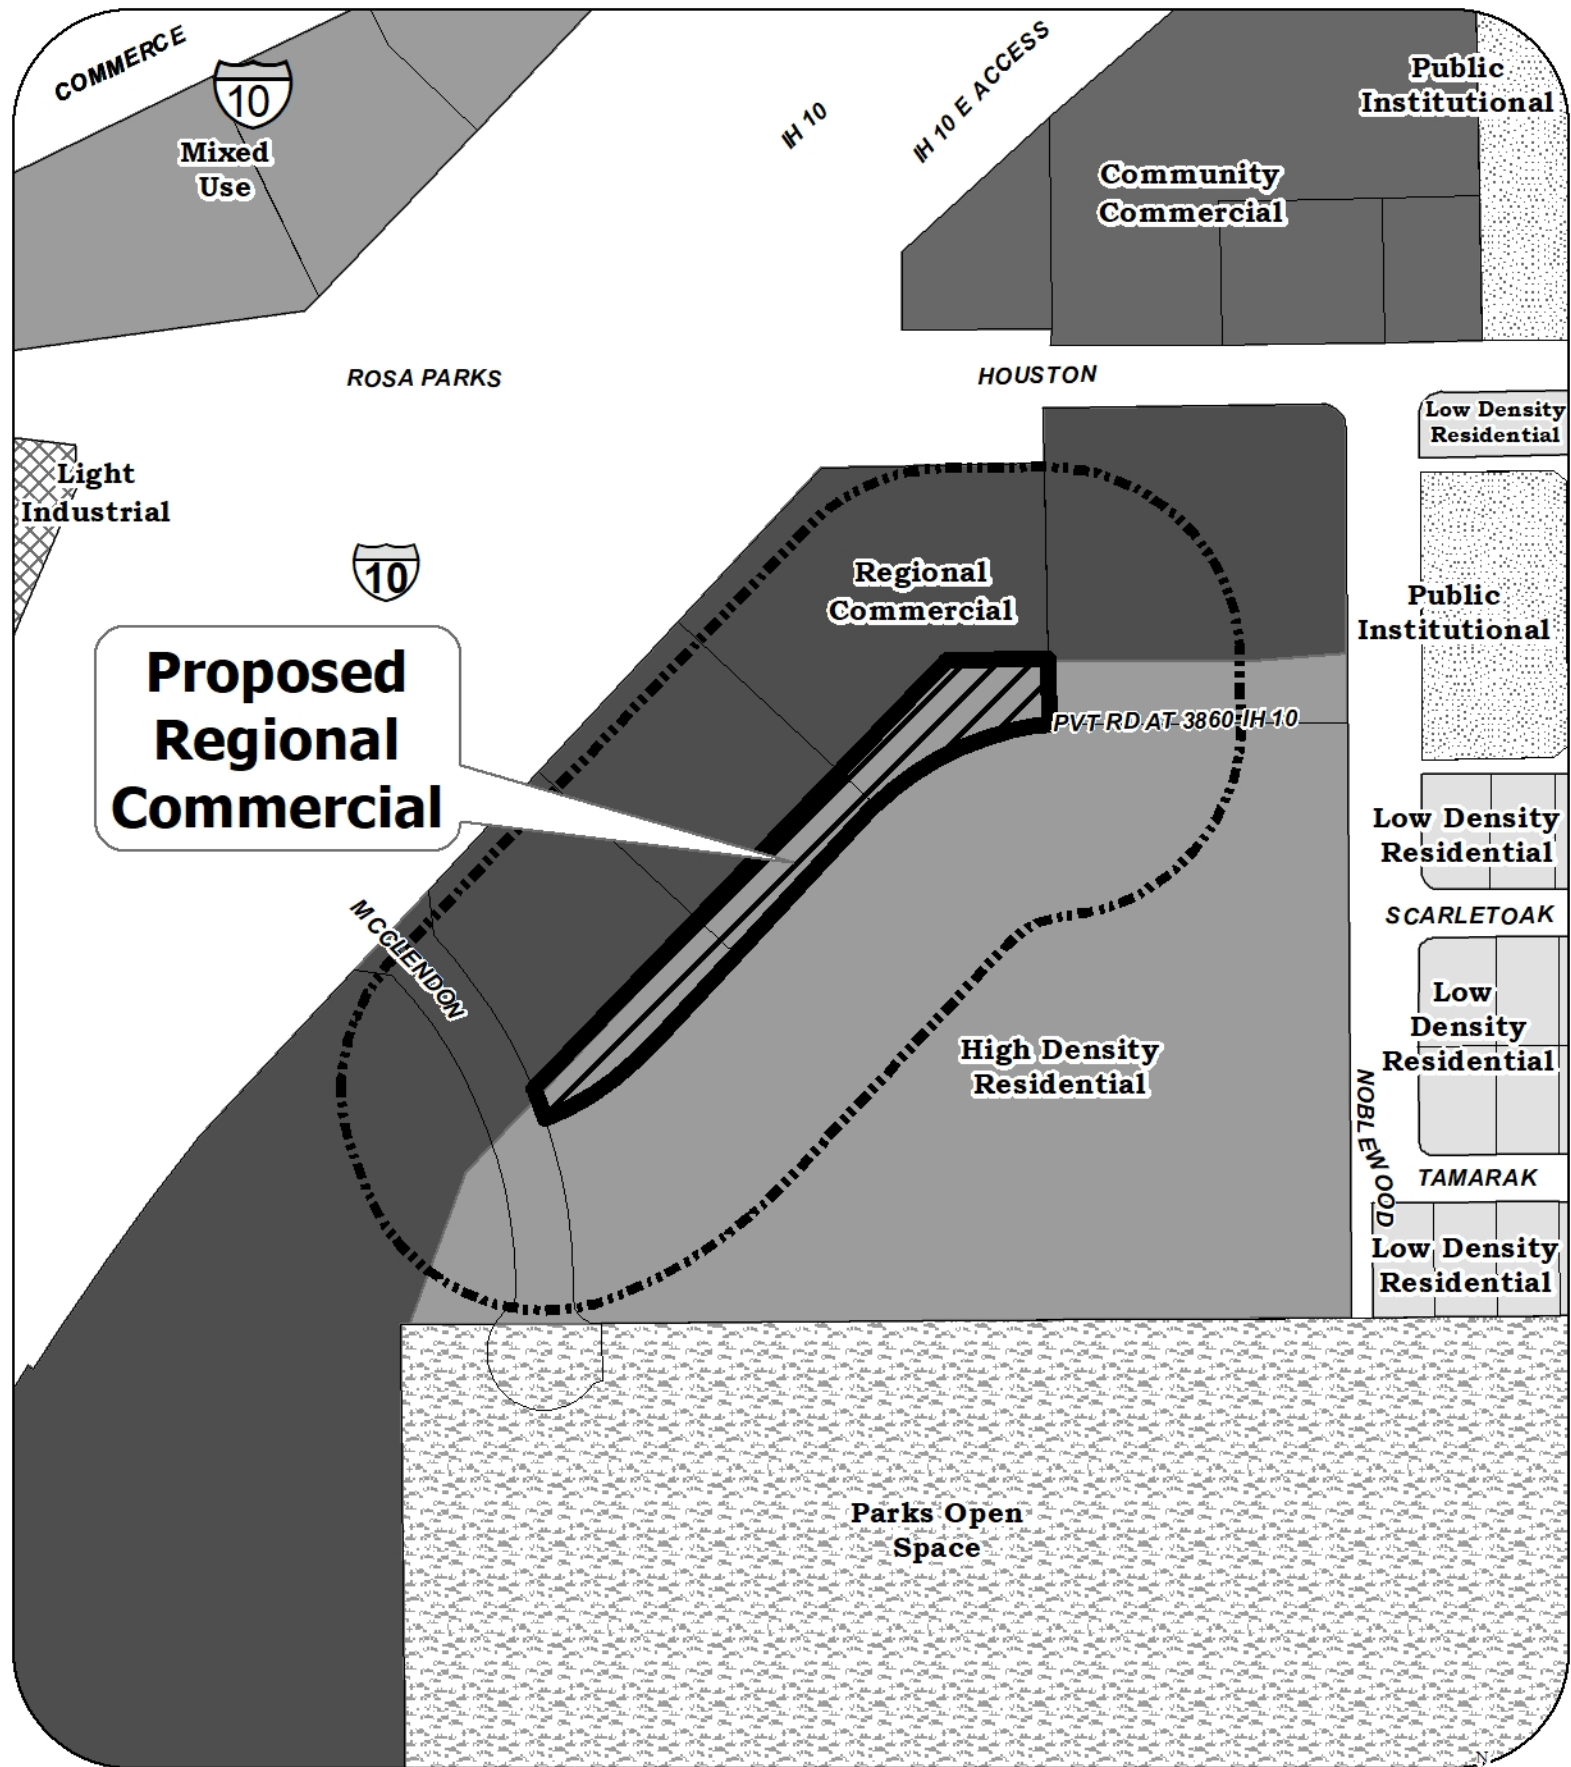 COMMERCE
10
Mixed
Use
IH 10
IH 10 E ACCESS
Public
Institutional
Community
Commercial
ROSA PARKS
HOUSTON
Low Density
Residential
Light
Industrial
10
Regional
Commercial
Public
Institutional
Proposed
Regional
Commercial
PVT RD AT 3860 IH 10
Low Density
Residential
MCCLENDON
SCARLETOAK
Low
Density
Residential
High Density
Residential
NOBLEWOOD
TAMARAK
Low Density
Residential
Parks Open
Space
N